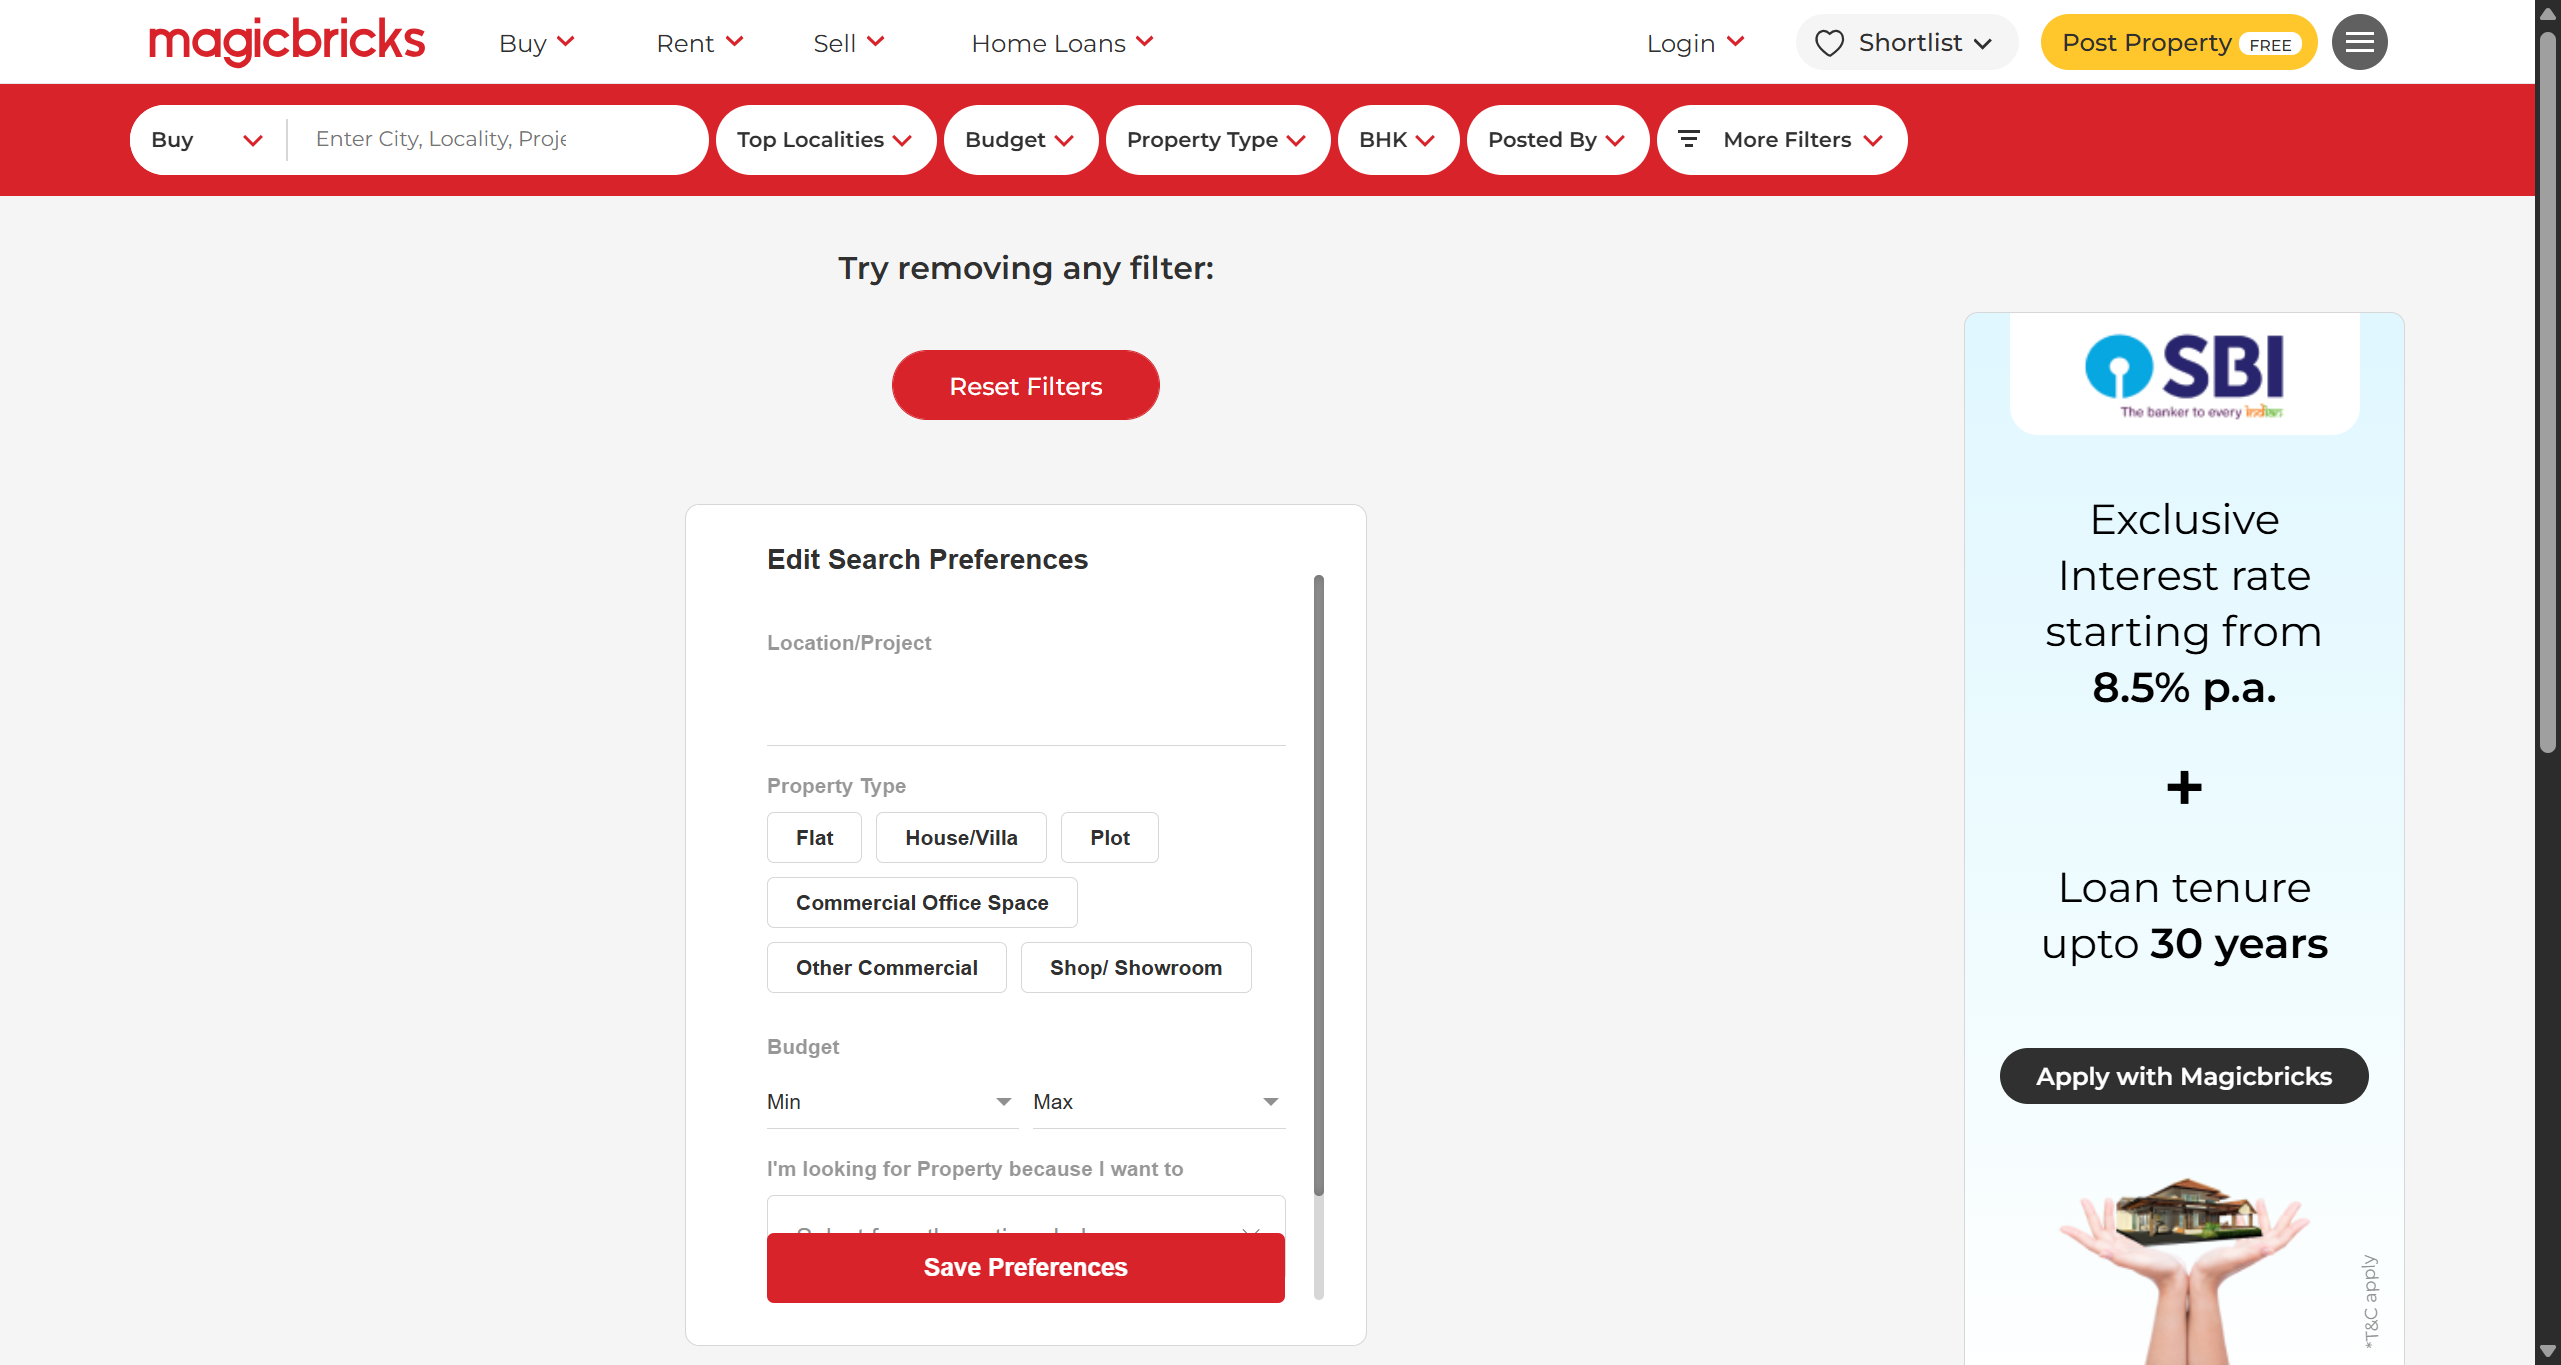 magicbricks
Buy
Rent
Sell
Home Loans
Login
Shortlist
Post Property FREE
Buy
Enter City, Locality, Proje
Top Localities
Budget
Property Type
BHK
Posted By
More Filters
Try removing any filter:
Reset Filters
Edit Search Preferences
Location/Project
Property Type
Flat
House/Villa
Plot
Commercial Office Space
Other Commercial
Shop/ Showroom
Budget
Min
Max
I'm looking for Property because I want to
Save Preferences
SBI
The banker to every indian
Exclusive
Interest rate
starting from
8.5% p.a.
+
Loan tenure
upto 30 years
Apply with Magicbricks
*T&C apply